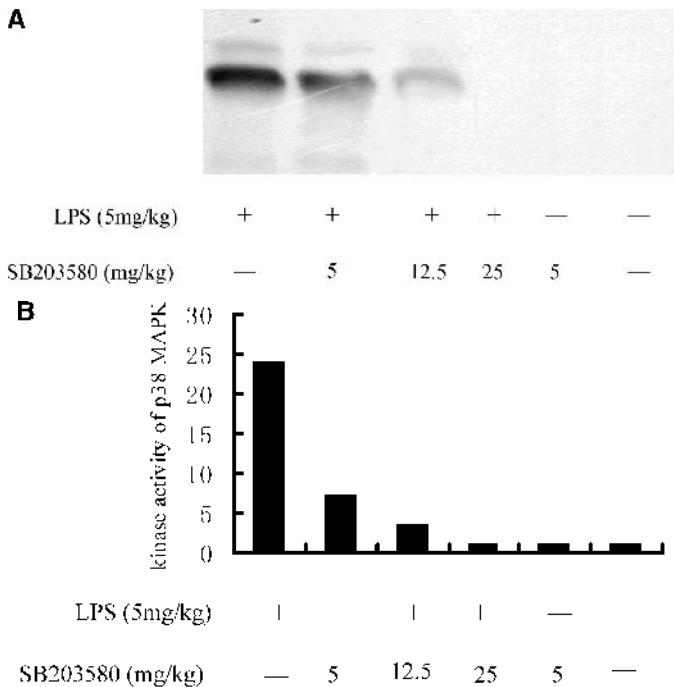 A
LPS (5mg/kg) + + + + — —
SB203580 (mg/kg) — 5 12.5 25 5 —
B
kinase activity of p38 MAPK
30
25
20
15
10
5
0
LPS (5mg/kg) | | | —
SB203580 (mg/kg) — 5 12.5 25 5 —